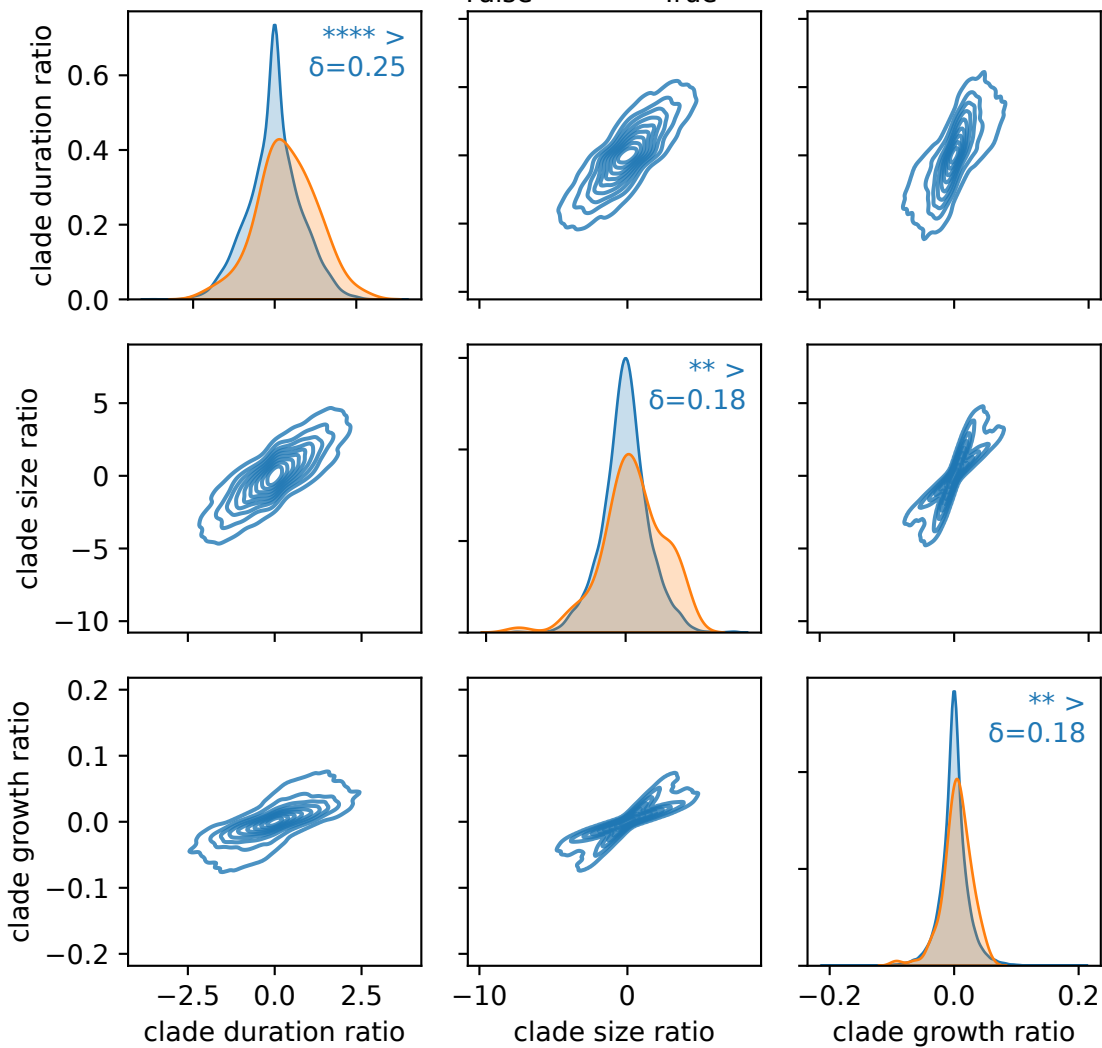 clade duration ratio
0.6
0.4
0.2
0.0
**** >
δ=0.25
clade size ratio
5
0
−5
−10
** >
δ=0.18
clade growth ratio
0.2
0.1
0.0
−0.1
−0.2
** >
δ=0.18
−2.5 0.0 2.5
−10 0
−0.2 0.0 0.2
clade duration ratio
clade size ratio
clade growth ratio